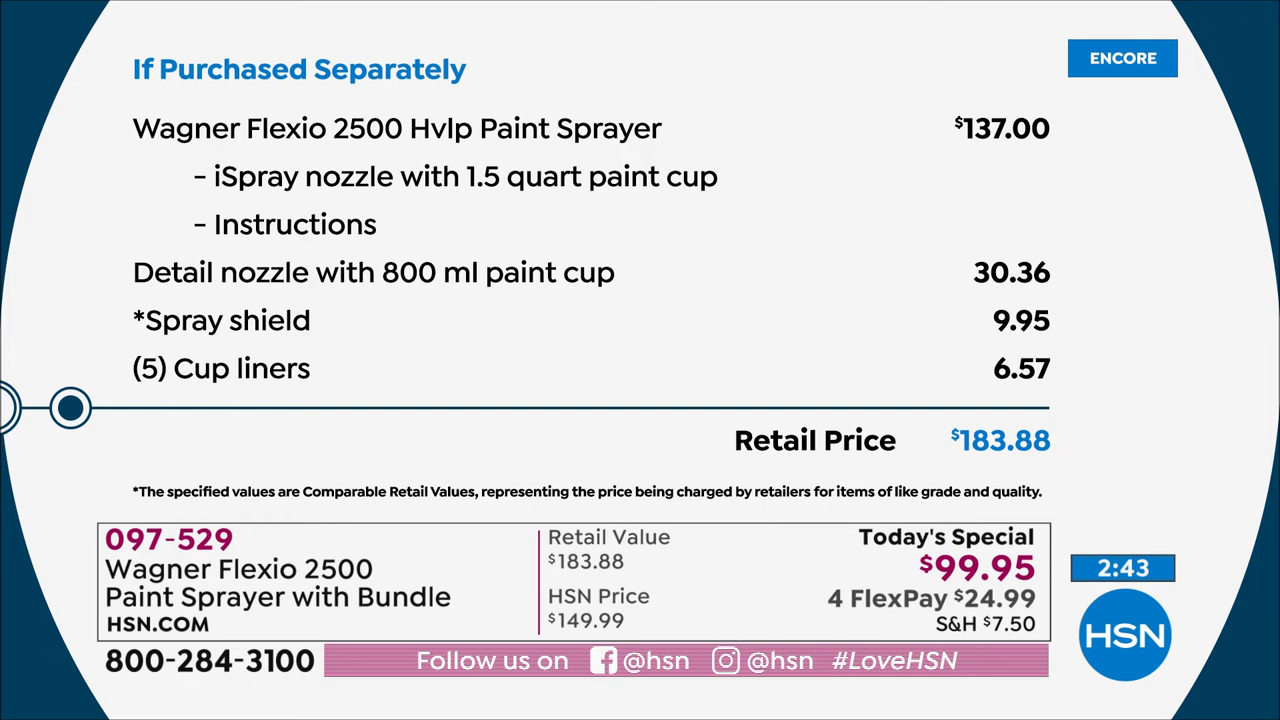 If Purchased Separately
ENCORE
Wagner Flexio 2500 Hvlp Paint Sprayer $137.00
- iSpray nozzle with 1.5 quart paint cup
- Instructions
Detail nozzle with 800 ml paint cup 30.36
*Spray shield 9.95
(5) Cup liners 6.57
Retail Price $183.88
*The specified values are Comparable Retail Values, representing the price being charged by retailers for items of like grade and quality.
097-529
Wagner Flexio 2500
Paint Sprayer with Bundle
HSN.COM
Retail Value
$183.88
HSN Price
$149.99
Today's Special
$99.95
4 FlexPay $24.99
S&H $7.50
2:43
HSN
800-284-3100
Follow us on @hsn @hsn #LoveHSN